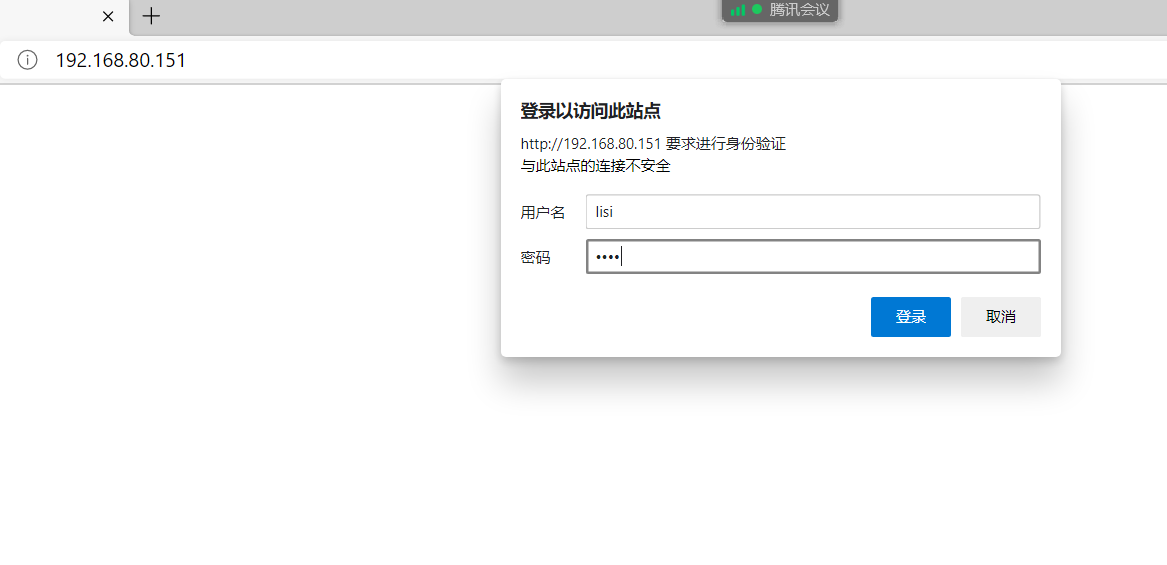 腾讯会议
192.168.80.151
登录以访问此站点
http://192.168.80.151 要求进行身份验证
与此站点的连接不安全
用户名 lisi
密码 ••••
登录 取消